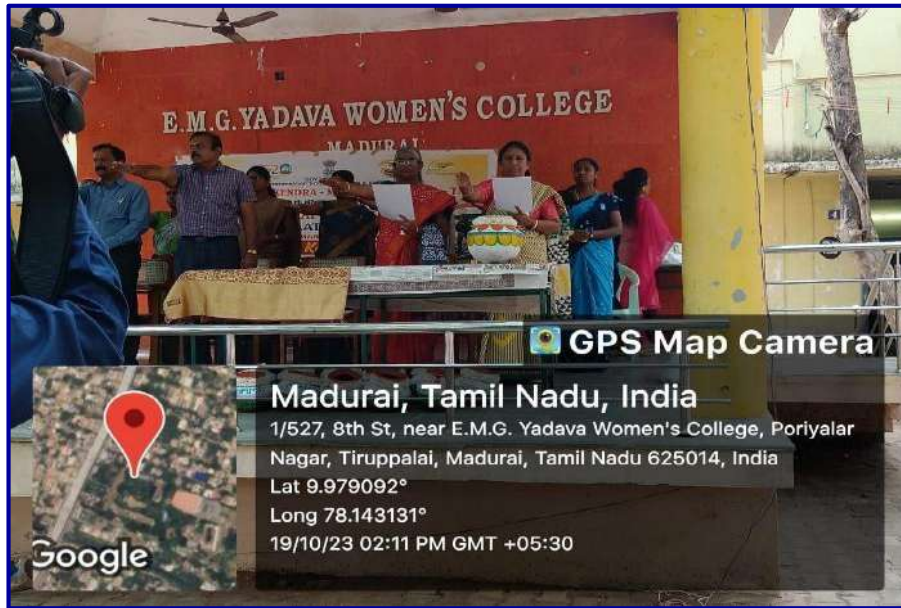 E.M.G. YADAVA WOMEN'S COLLEGE
MADURAI
KENDRA - M
GPS Map Camera
Madurai, Tamil Nadu, India
1/527, 8th St, near E.M.G. Yadava Women's College, Poriyalar
Nagar, Tiruppalai, Madurai, Tamil Nadu 625014, India
Lat 9.979092°
Long 78.143131°
19/10/23 02:11 PM GMT +05:30
Google